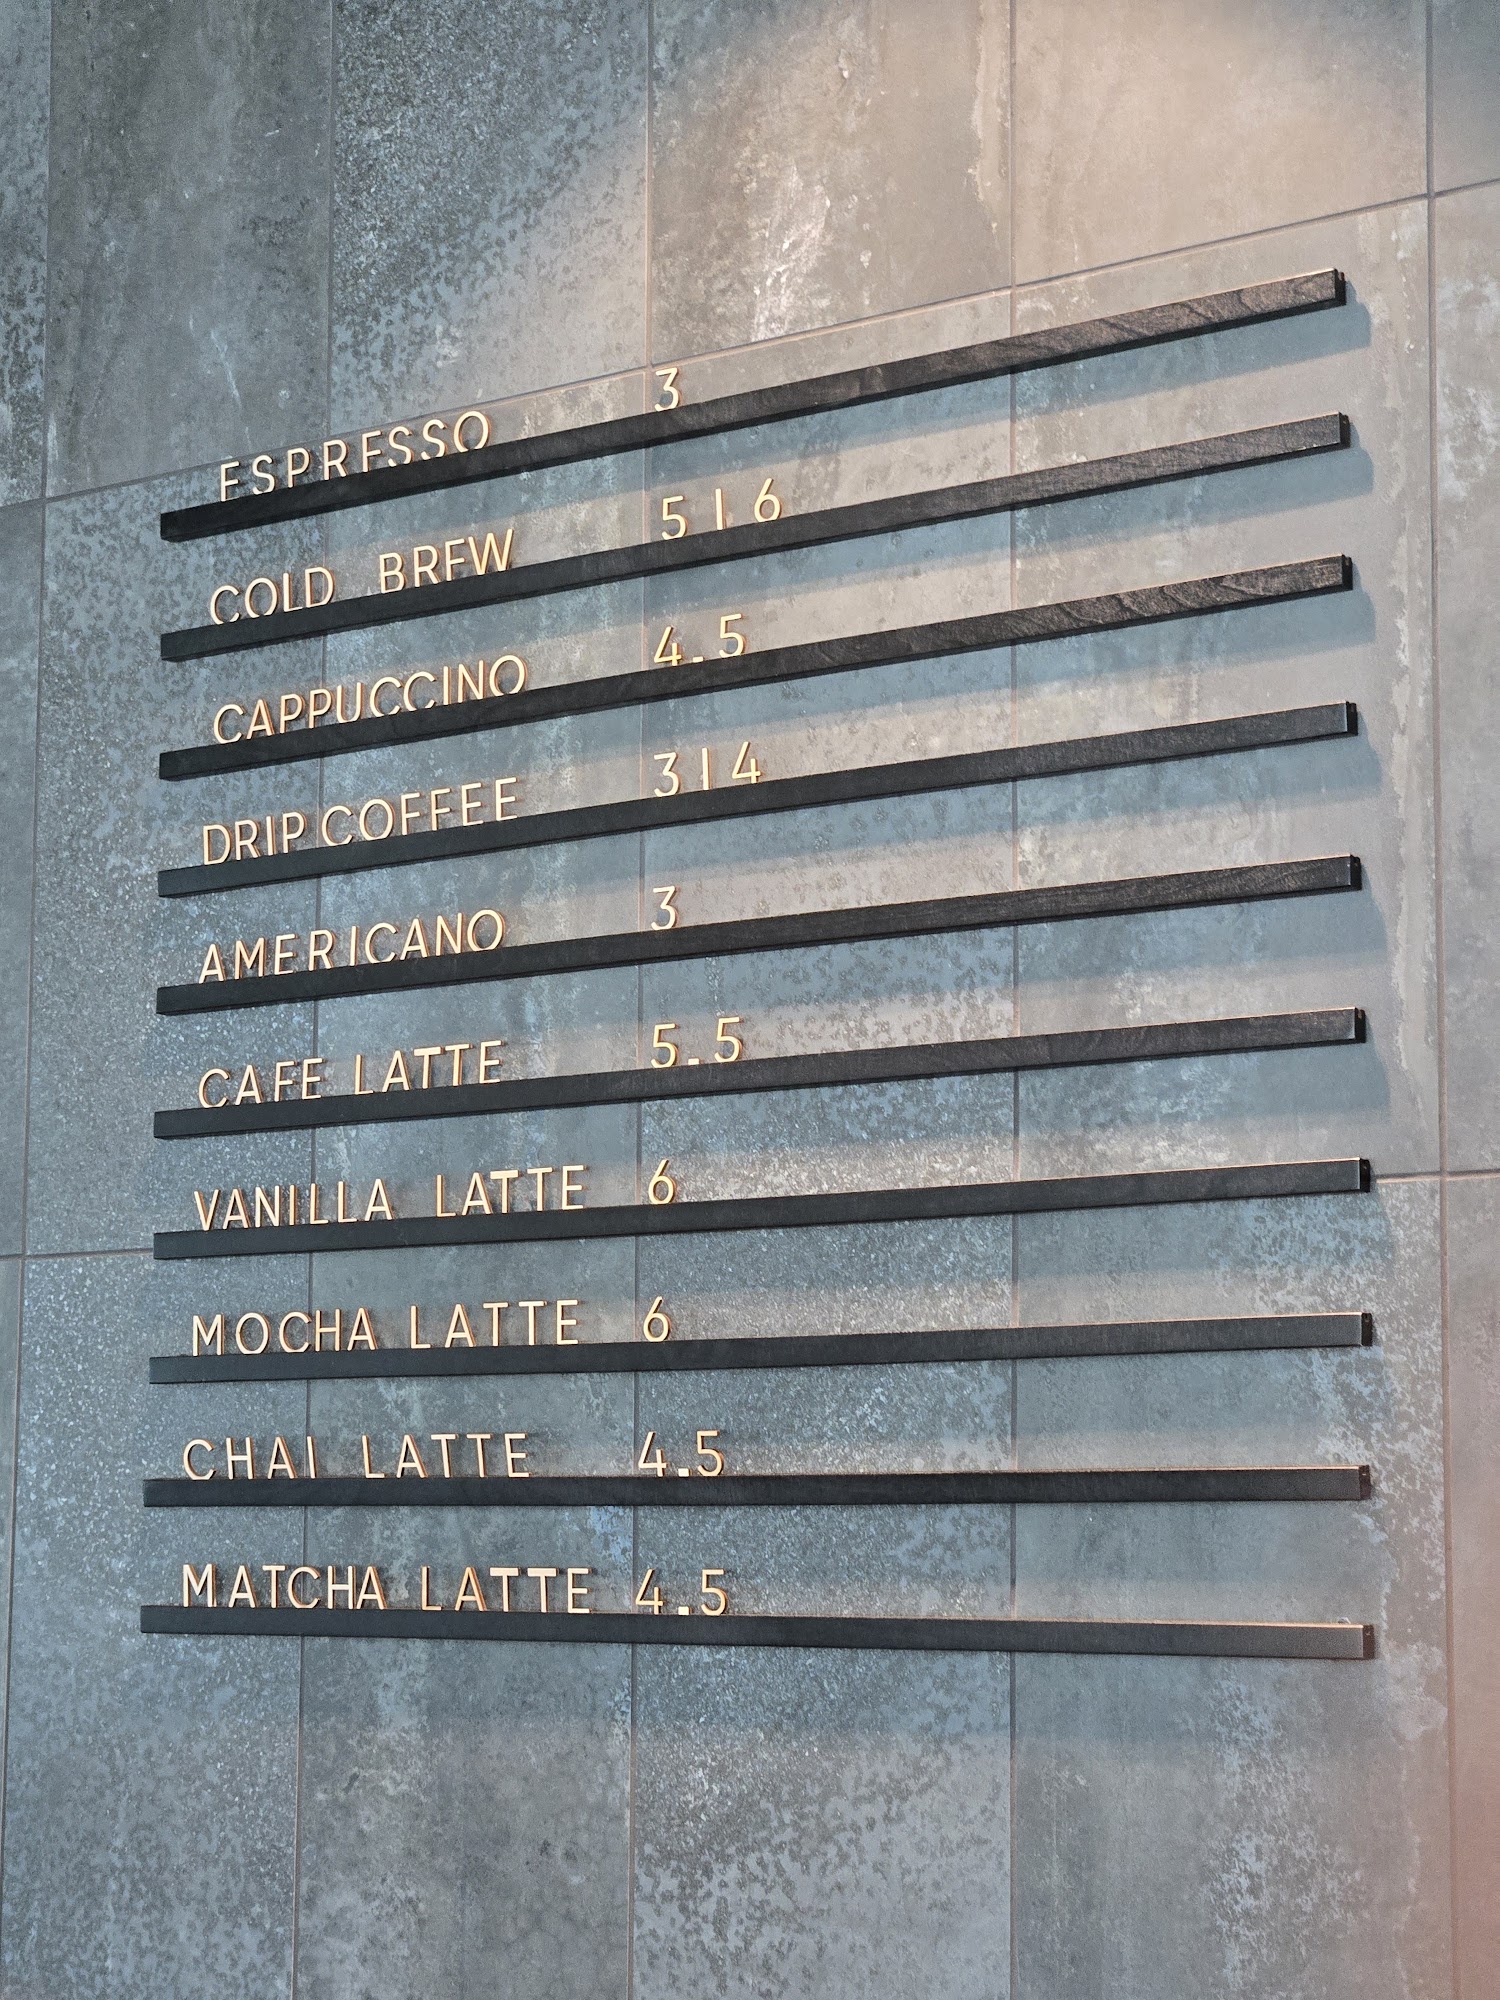 ESPRESSO 3
COLD BREW 5 | 6
CAPPUCCINO 4.5
DRIP COFFEE 3 | 4
AMERICANO 3
CAFE LATTE 5.5
VANILLA LATTE 6
MOCHA LATTE 6
CHAI LATTE 4.5
MATCHA LATTE 4.5